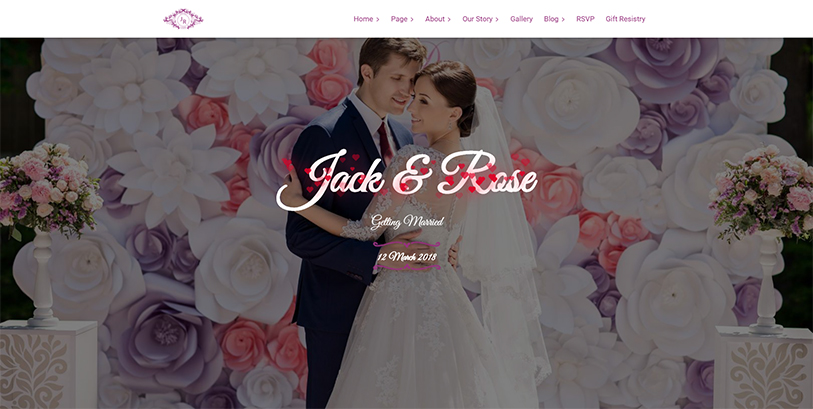 Home Page About Our Story Gallery Blog RSVP Gift Resistry
Jack & Rose
Getting Married
12 March 2018